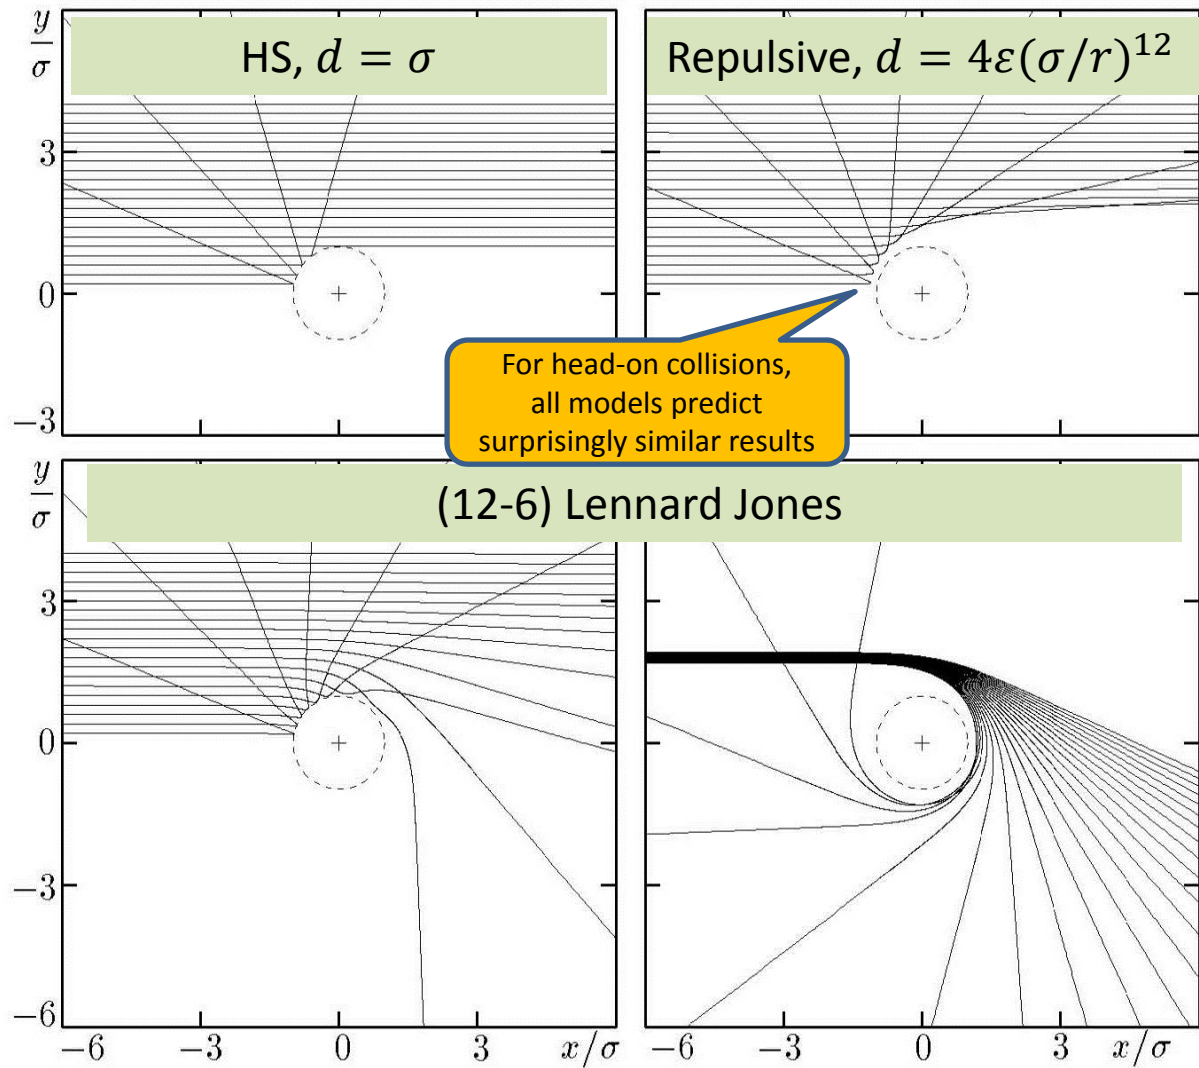 y/σ
HS, d = σ
Repulsive, d = 4ε(σ/r)^12
3
0
−3
For head-on collisions,
all models predict
surprisingly similar results
y/σ
(12-6) Lennard Jones
3
0
−3
−6
−6 −3 0 3 x/σ
−6 −3 0 3 x/σ